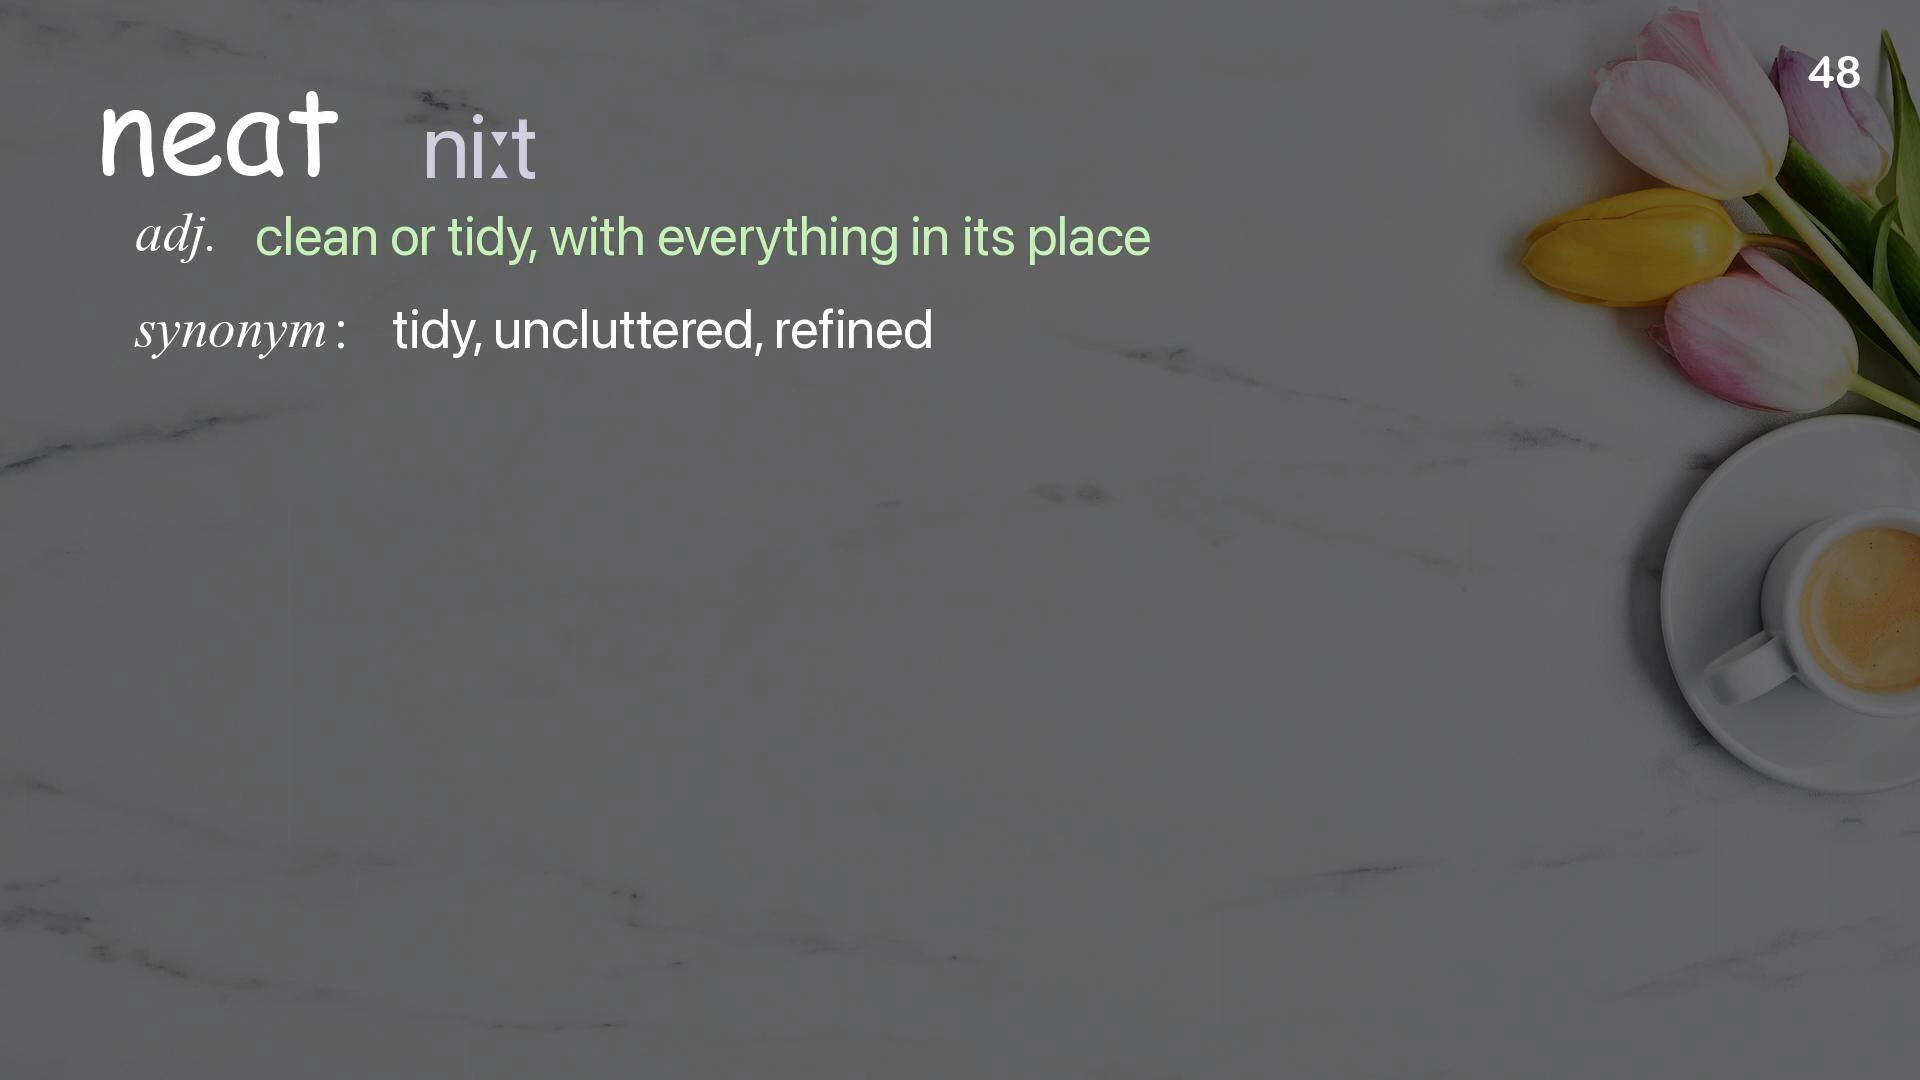 48
neat niːt
adj. clean or tidy, with everything in its place
synonym: tidy, uncluttered, refined